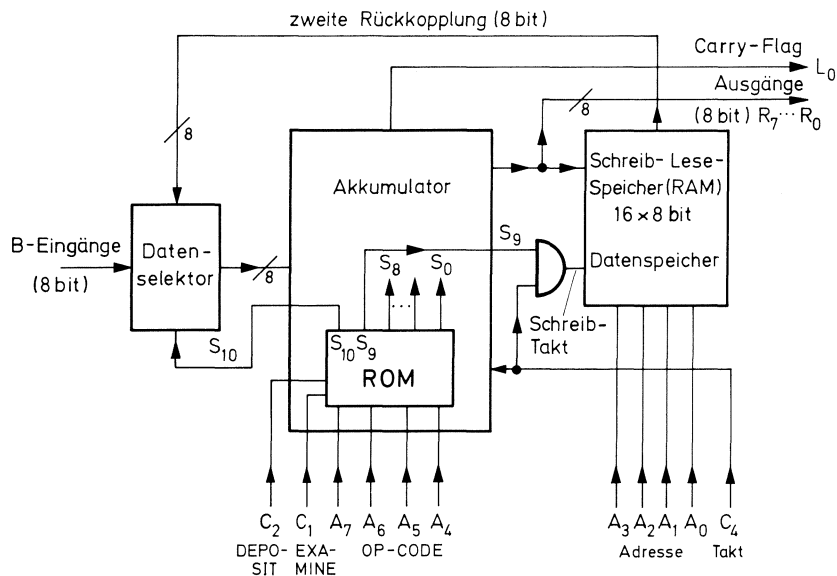 zweite Rückkopplung (8 bit)
Carry-Flag
L0
Ausgänge
8
(8 bit) R7...R0
8
Akkumulator
Schreib-Lese-
Speicher (RAM)
16 x 8 bit
Datenspeicher
B-Eingänge
(8 bit)
Daten-
selektor
8
S9
S8
...
S0
Schreib-
Takt
S10
S10 S9
ROM
C2 C1 A7 A6 A5 A4
A3 A2 A1 A0 C4
DEPO-
SIT
EXA-
MINE
OP-CODE
Adresse
Takt